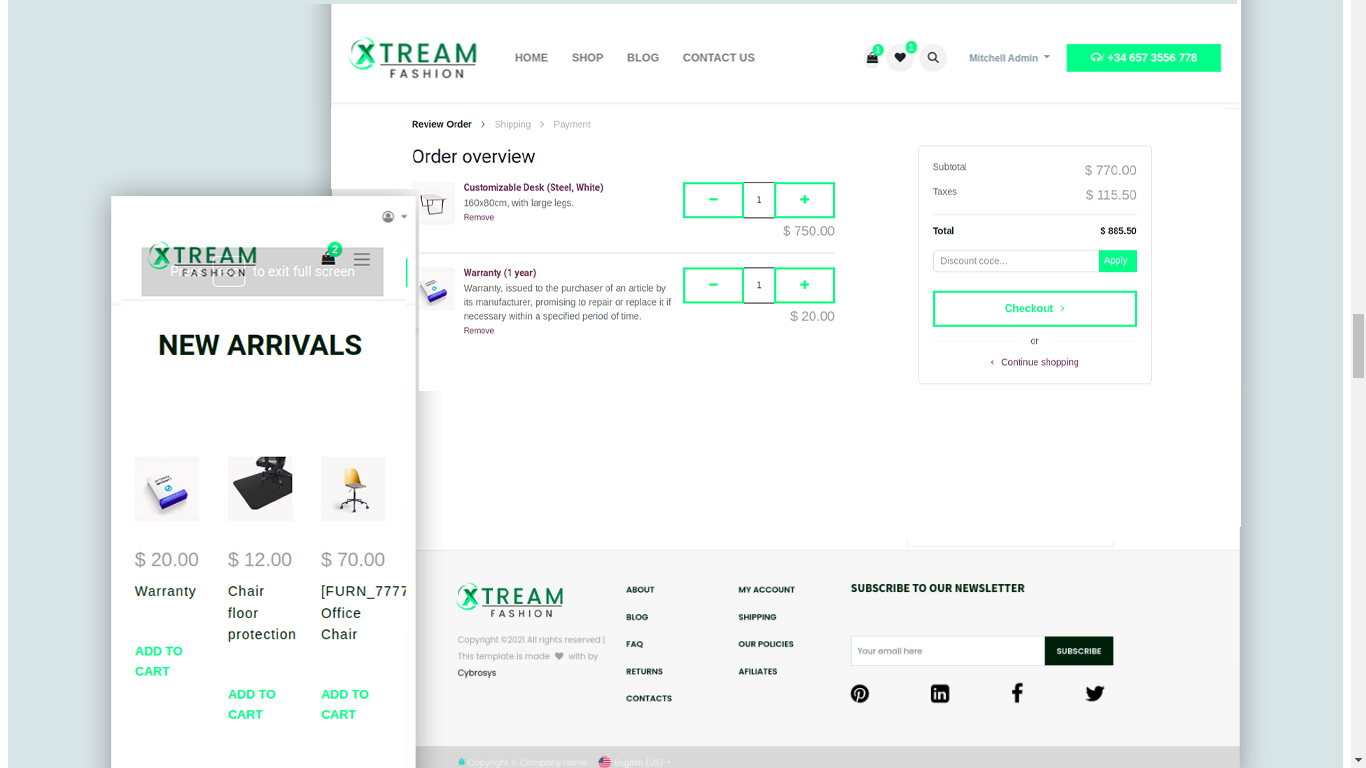 XTREAM
FASHION
HOME SHOP BLOG CONTACT US
1
1
Mitchell Admin
+34 657 3556 778
Review Order > Shipping > Payment
Order overview
Customizable Desk (Steel, White)
160x80cm, with large legs.
Remove
- 1 +
$ 750.00
Warranty (1 year)
Warranty, issued to the purchaser of an article by
its manufacturer, promising to repair or replace it if
necessary within a specified period of time.
Remove
- 1 +
$ 20.00
Subtotal $ 770.00
Taxes $ 115.50
Total $ 885.50
Discount code... Apply
Checkout >
or
< Continue shopping
XTREAM
FASHION
2
to exit full screen
NEW ARRIVALS
$ 20.00
Warranty
ADD TO
CART
$ 12.00
Chair
floor
protection
ADD TO
CART
$ 70.00
[FURN_7777
Office
Chair
ADD TO
CART
XTREAM
FASHION
Copyright ©2021 All rights reserved |
This template is made ♥ with by
Cybrosys
ABOUT
BLOG
FAQ
RETURNS
CONTACTS
MY ACCOUNT
SHIPPING
OUR POLICIES
AFILIATES
SUBSCRIBE TO OUR NEWSLETTER
Your email here SUBSCRIBE
Copyright © Company name English (US)